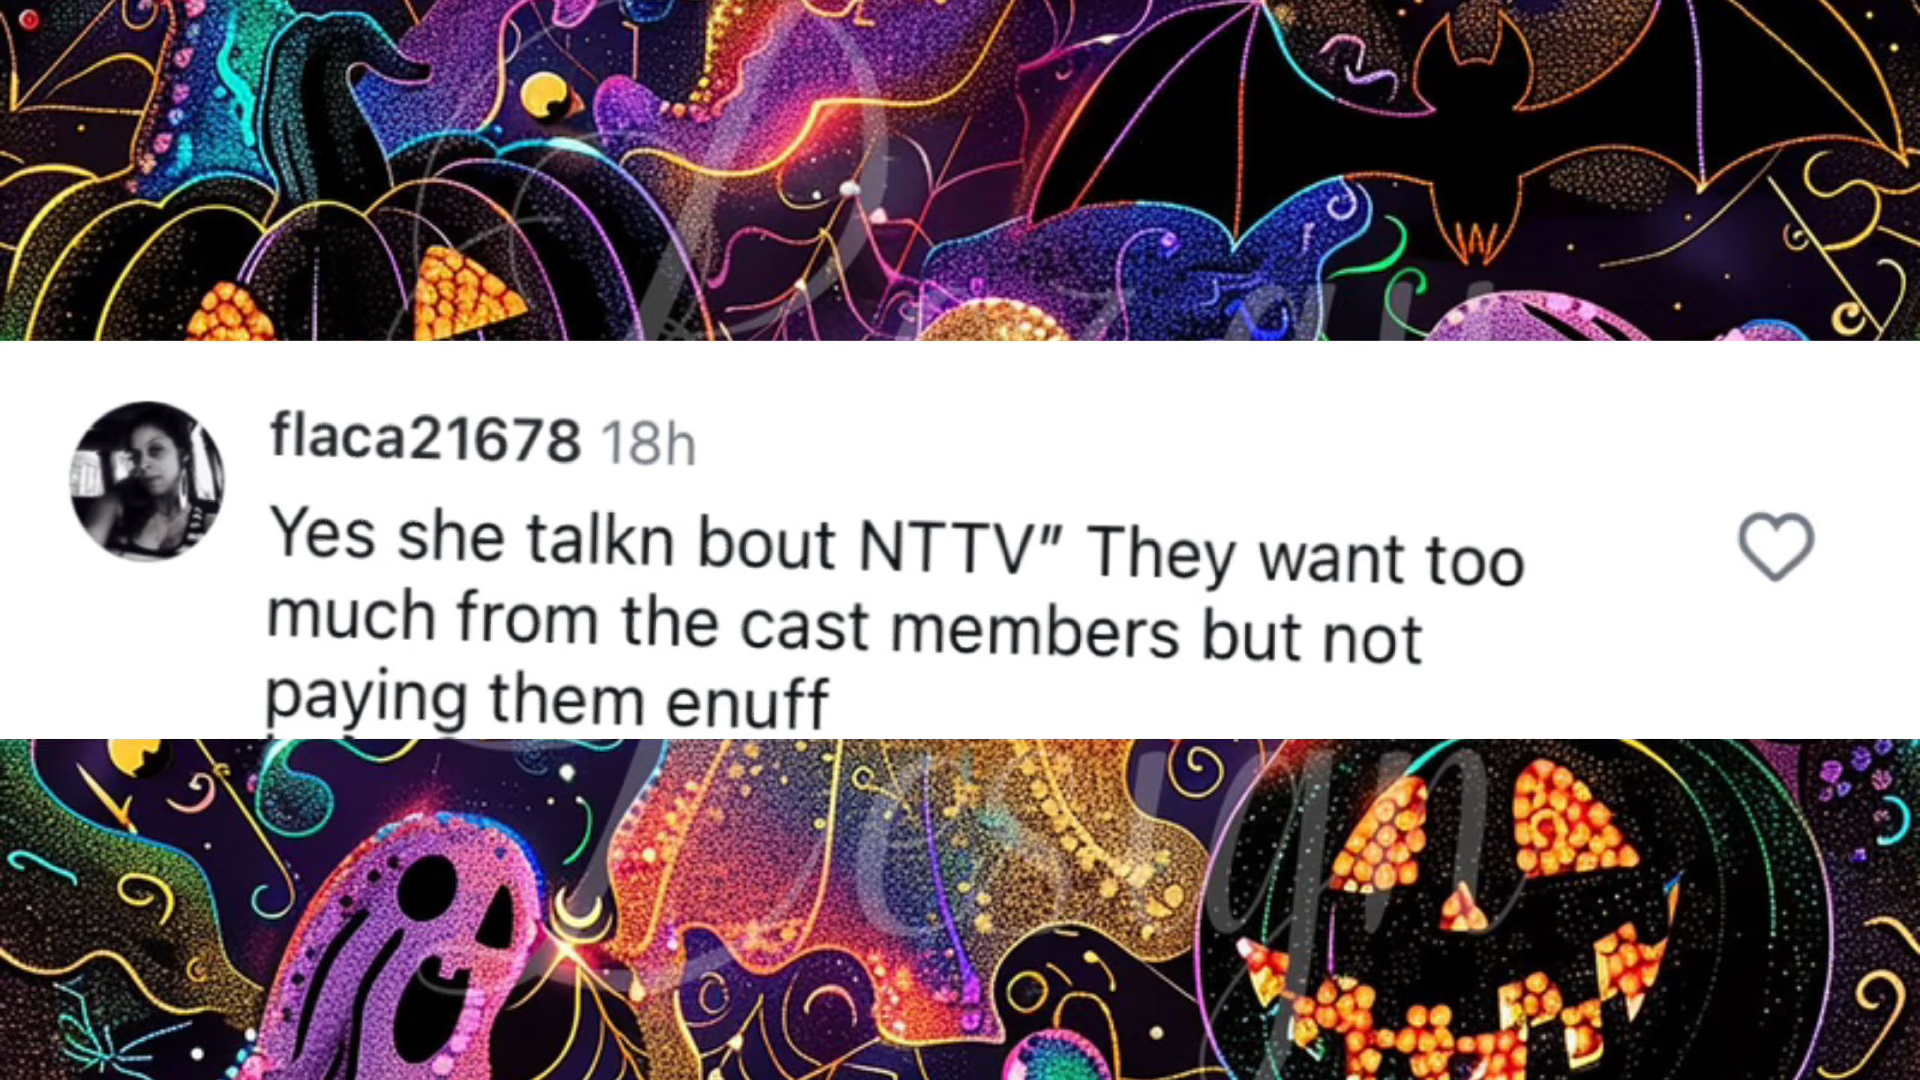 flaca21678 18h
Yes she talkn bout NTTV” They want too
much from the cast members but not
paying them enuff
Design